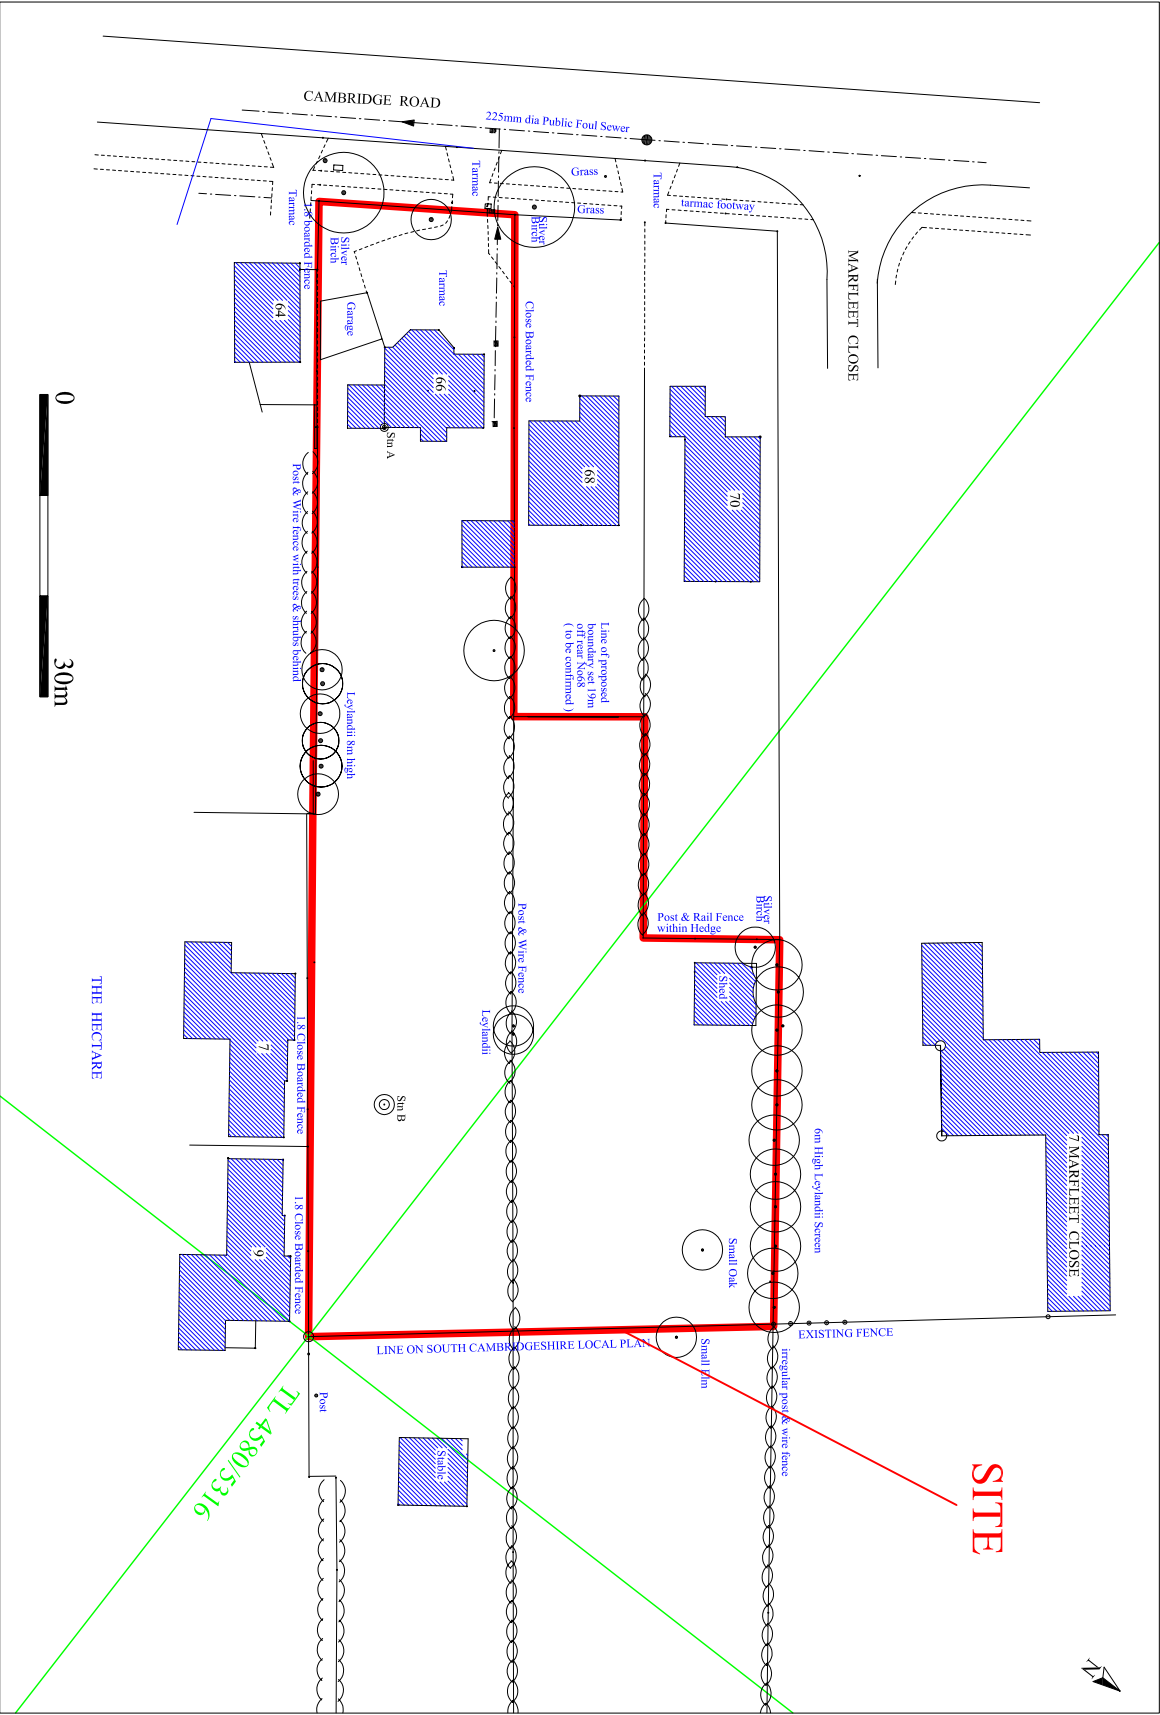 CAMBRIDGE ROAD
225mm dia Public Foul Sewer
Grass
Grass
Tarmac
Tarmac
Tarmac
tarmac footway
Silver
Birch
Silver
Birch
1.8 boarded Fence
MARFLEET CLOSE
64
Garage
Tarmac
66
Stn A
Close Boarded Fence
68
70
0
30m
Post & Wire fence with trees & shrubs behind
Leylandii 8m high
Line of proposed
boundary set 19m
off rear No68
( to be confirmed )
Post & Wire Fence
Leylandii
Silver
Birch
Post & Rail Fence
within Hedge
Shed
THE HECTARE
7
1.8 Close Boarded Fence
Stn B
6m High Leylandii Screen
7 MARFLEET CLOSE
9
1.8 Close Boarded Fence
Small Oak
Small Elm
LINE ON SOUTH CAMBRIDGESHIRE LOCAL PLAN
EXISTING FENCE
irregular post & wire fence
Post
TL 4580/5316
Stable
SITE
N